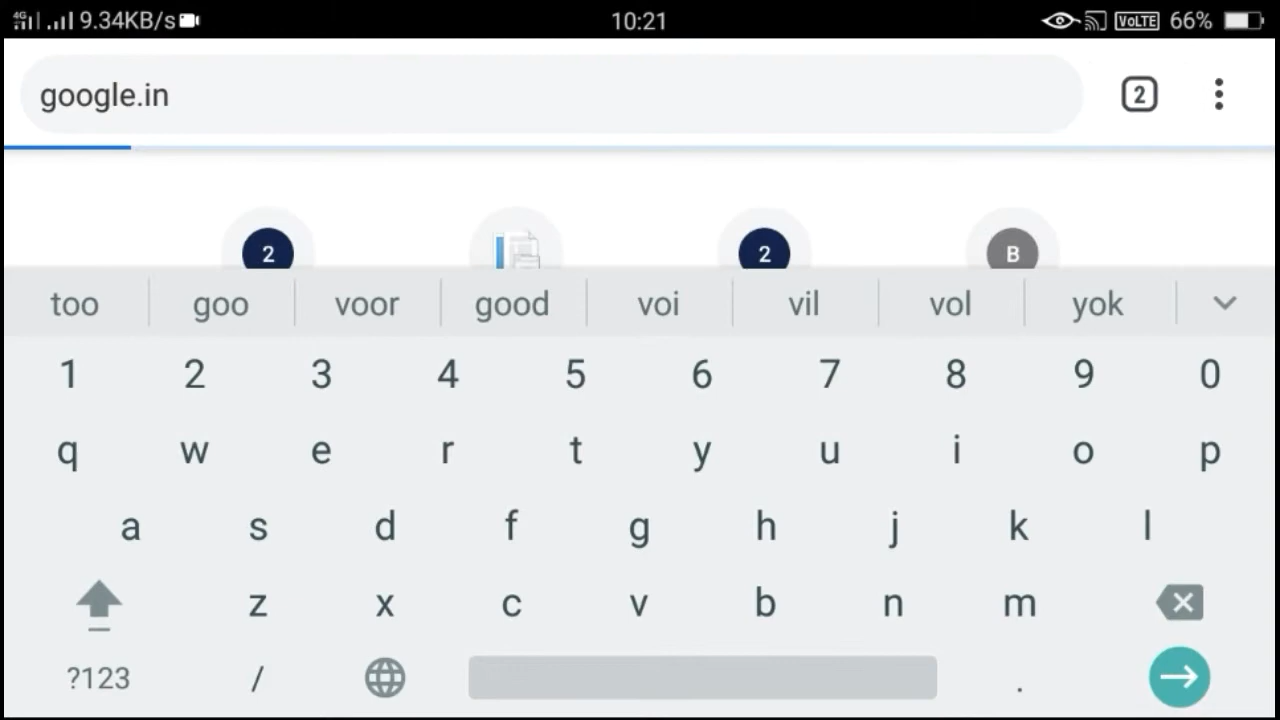 4G 9.34KB/s 10:21 VoLTE 66%
google.in 2
2 2 B
too goo voor good voi vil vol yok
1 2 3 4 5 6 7 8 9 0
q w e r t y u i o p
a s d f g h j k l
z x c v b n m
?123 / .